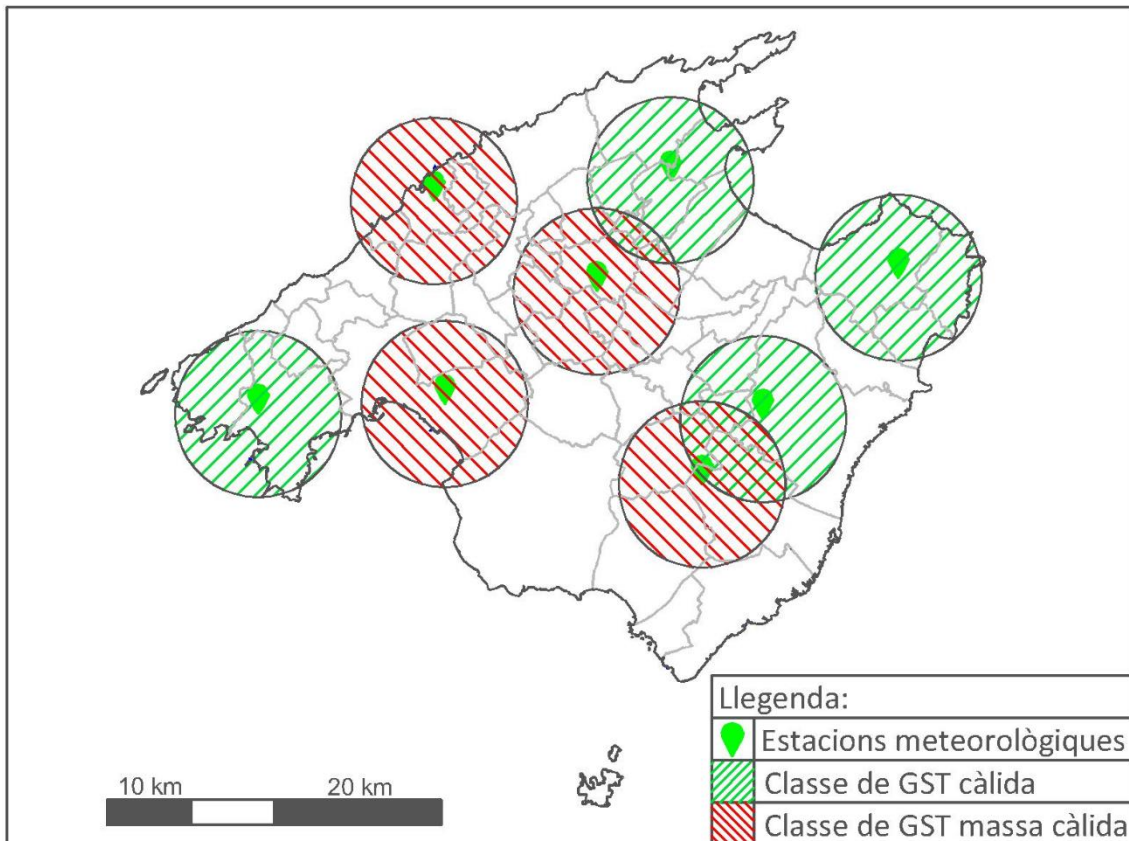 Llegenda:
Estacions meteorològiques
Classe de GST càlida
Classe de GST massa càlida
10 km 20 km